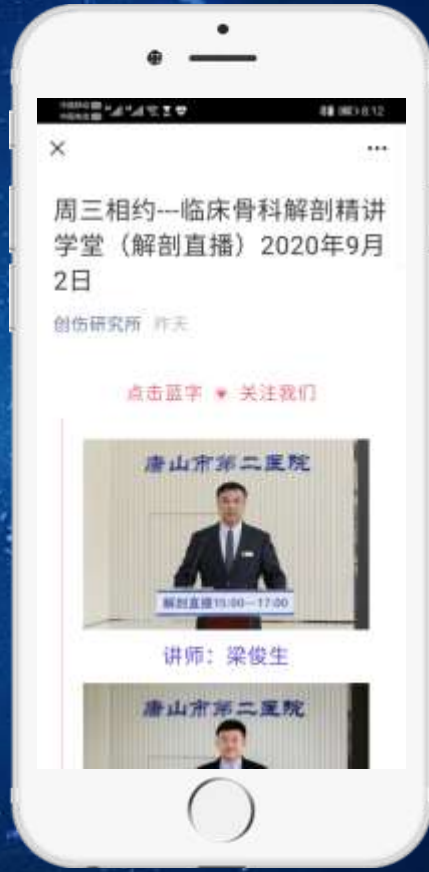 8:12
周三相约---临床骨科解剖精讲
学堂（解剖直播）2020年9月
2日
创伤研究所 昨天
点击蓝字 ♥ 关注我们
唐山市第二医院
解剖直播15:00—17:00
讲师：梁俊生
唐山市第二医院